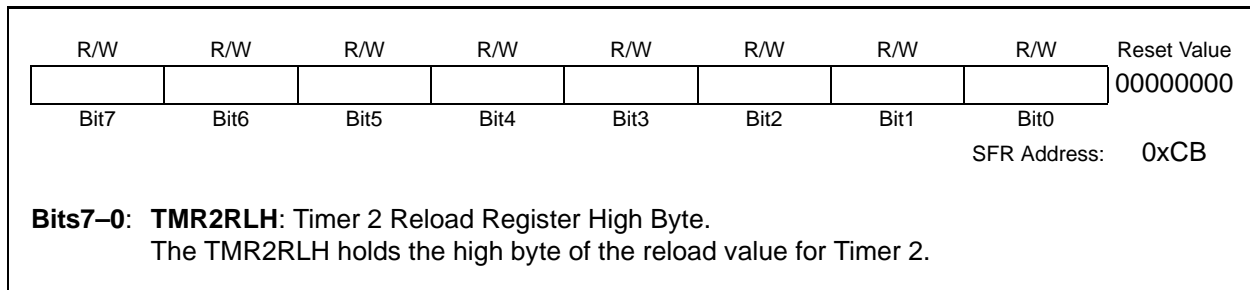 R/W R/W R/W R/W R/W R/W R/W R/W Reset Value
00000000
Bit7 Bit6 Bit5 Bit4 Bit3 Bit2 Bit1 Bit0
SFR Address: 0xCB
Bits7–0: TMR2RLH: Timer 2 Reload Register High Byte.
The TMR2RLH holds the high byte of the reload value for Timer 2.